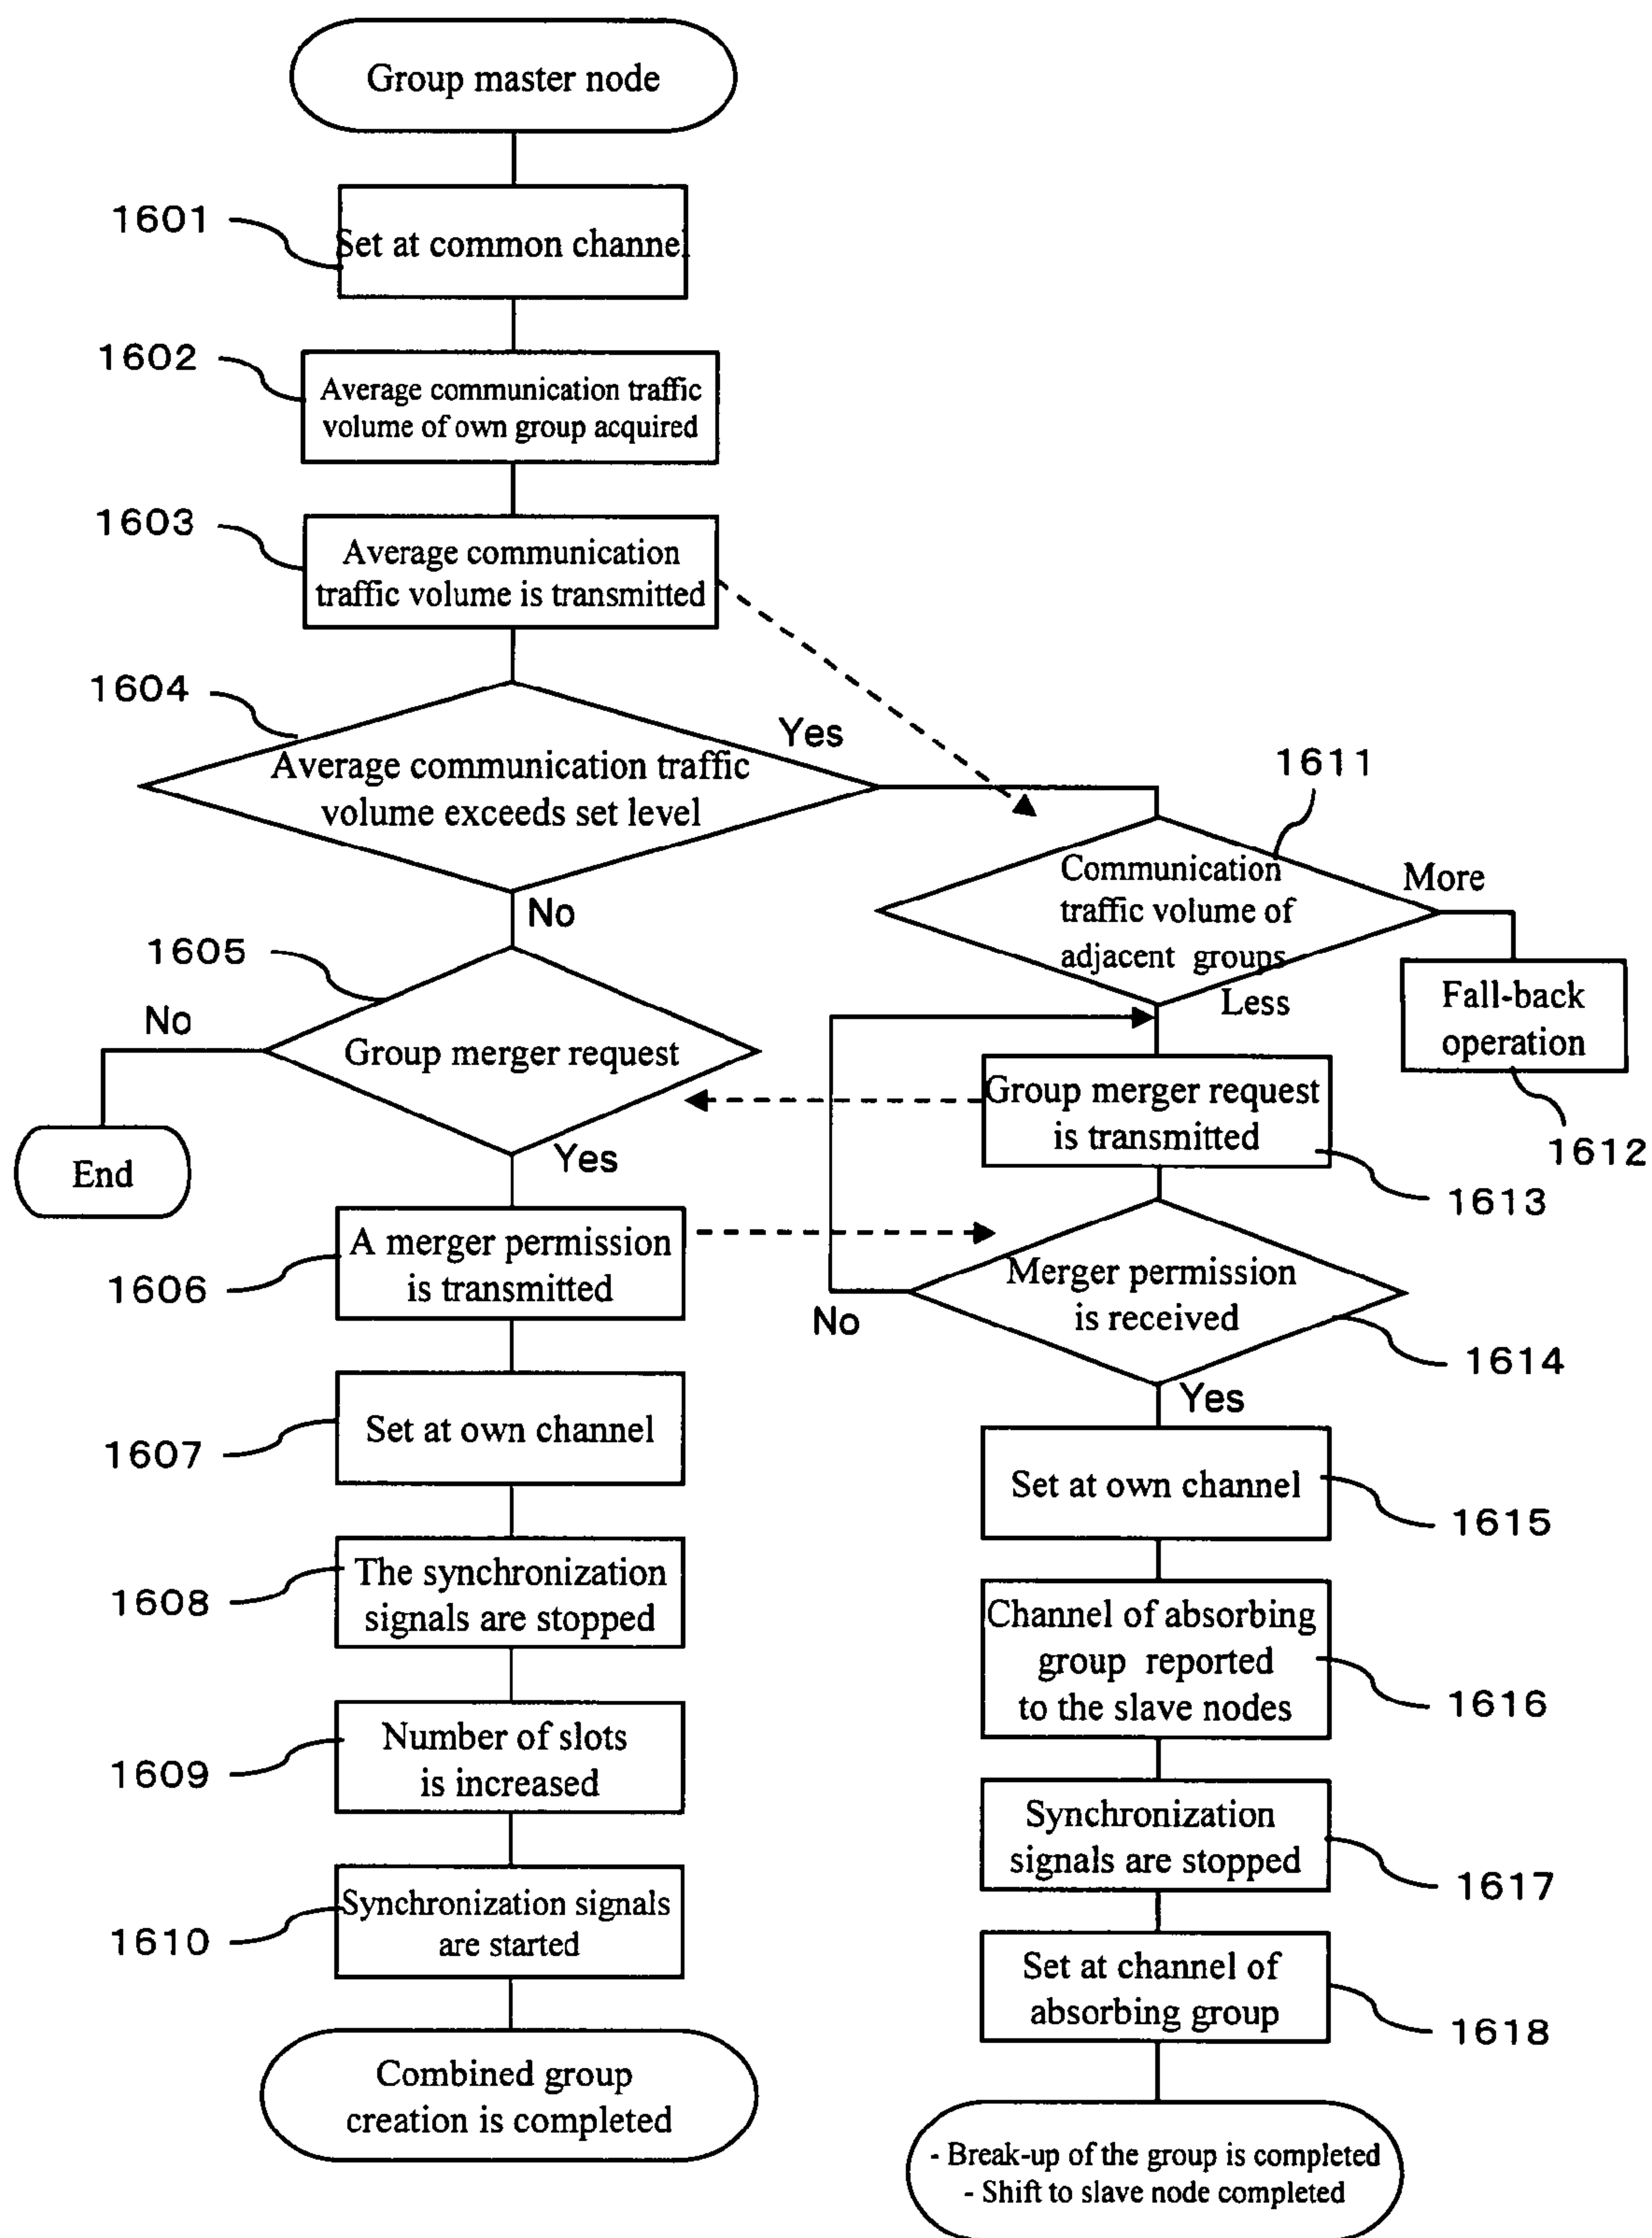 Group master node
1601
Set at common channel
1602
Average communication traffic
volume of own group acquired
1603
Average communication
traffic volume is transmitted
1604
Yes
Average communication traffic
volume exceeds set level
No
1611
Communication
traffic volume of
adjacent groups
More
Less
Fall-back
operation
1612
1605
No
Group merger request
Yes
End
Group merger request
is transmitted
1613
A merger permission
is transmitted
1606
Merger permission
is received
No
1614
Yes
Set at own channel
1607
Set at own channel
1615
The synchronization
signals are stopped
1608
Channel of absorbing
group reported
to the slave nodes
1616
Number of slots
is increased
1609
Synchronization
signals are stopped
1617
Synchronization signals
are started
1610
Set at channel of
absorbing group
1618
Combined group
creation is completed
- Break-up of the group is completed
- Shift to slave node completed